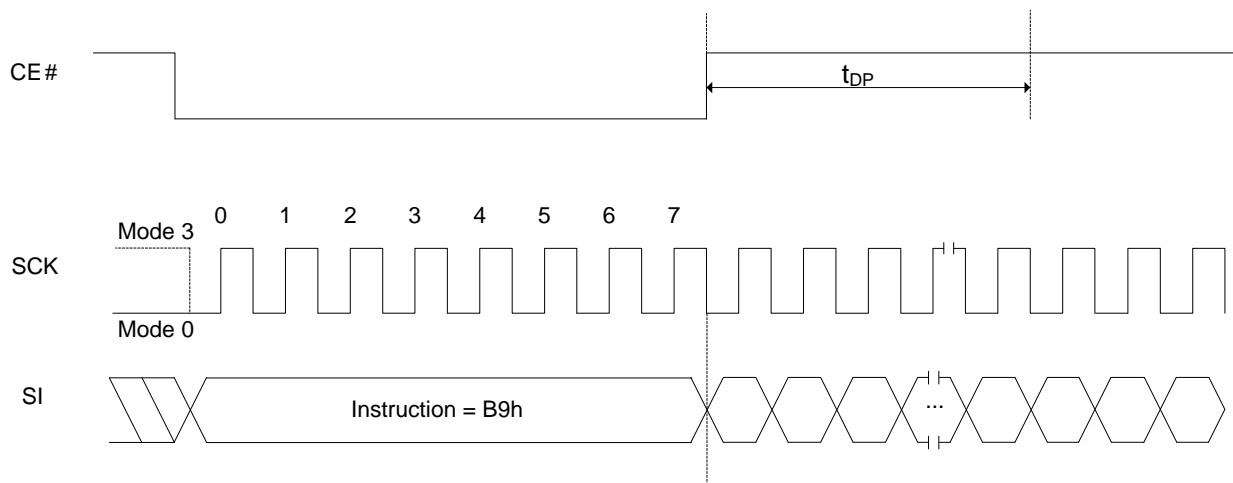 CE#
tDP
0 1 2 3 4 5 6 7
Mode 3
SCK
Mode 0
SI
Instruction = B9h
...